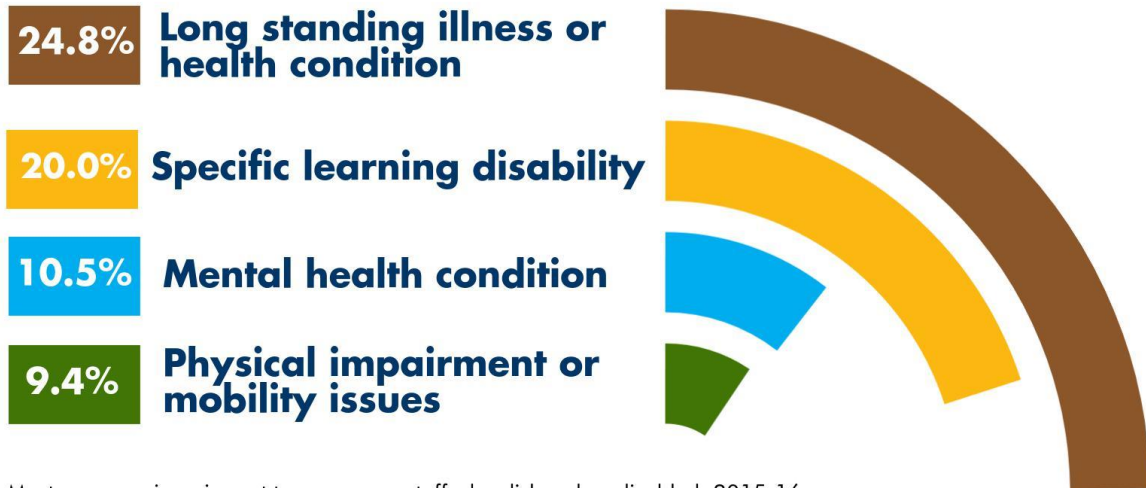 24.8% Long standing illness or
health condition
20.0% Specific learning disability
10.5% Mental health condition
9.4% Physical impairment or
mobility issues